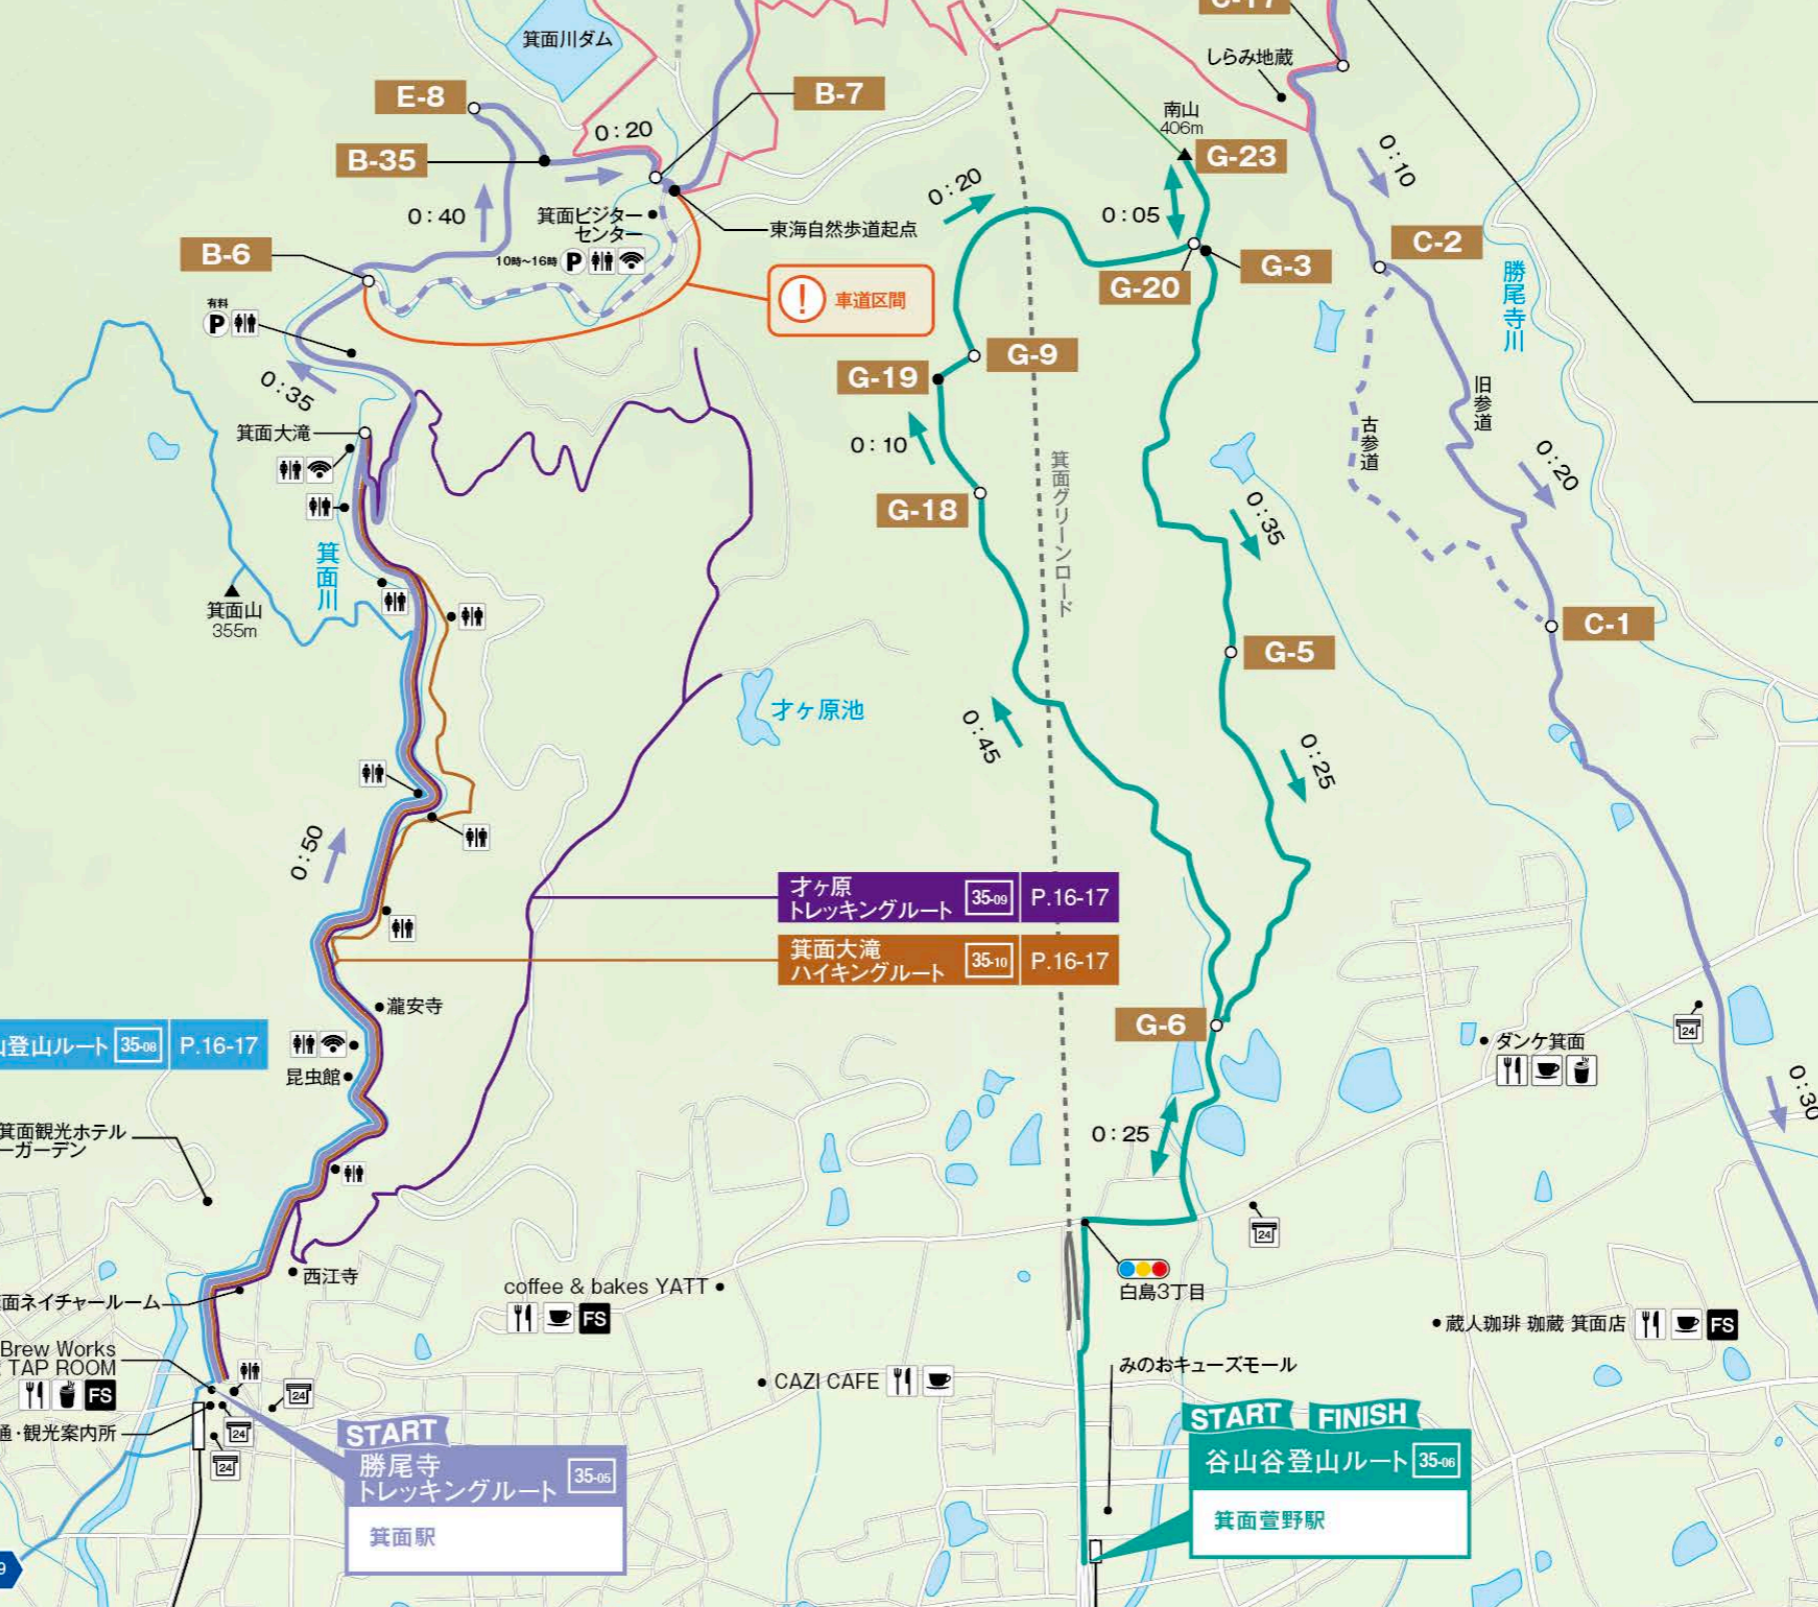 C-17
箕面川ダム
しらみ地蔵
E-8
B-7
南山
406m
0:20
G-23
B-35
0:10
0:20
0:40
箕面ビジター
センター
0:05
東海自然歩道起点
B-6
10時~16時
P
C-2
G-3
G-20
勝尾寺川
有料
P
!
車道区間
G-9
G-19
0:35
旧参道
古参道
箕面大滝
0:10
0:20
箕面グリーンロード
G-18
0:35
箕面川
箕面山
355m
C-1
G-5
才ヶ原池
0:45
0:25
0:50
才ヶ原
トレッキングルート
35-09
P.16-17
箕面大滝
ハイキングルート
35-10
P.16-17
瀧安寺
G-6
山登山ルート
35-08
P.16-17
24
ダンケ箕面
昆虫館
0:30
箕面観光ホテル
ーガーデン
0:25
24
西江寺
白島3丁目
coffee & bakes YATT
FS
面ネイチャールーム
蔵人珈琲 珈蔵 箕面店
FS
Brew Works
TAP ROOM
FS
みのおキューズモール
CAZI CAFE
24
通・観光案内所
24
24
START
勝尾寺
トレッキングルート
35-05
箕面駅
START
FINISH
谷山谷登山ルート
35-06
箕面萱野駅
9